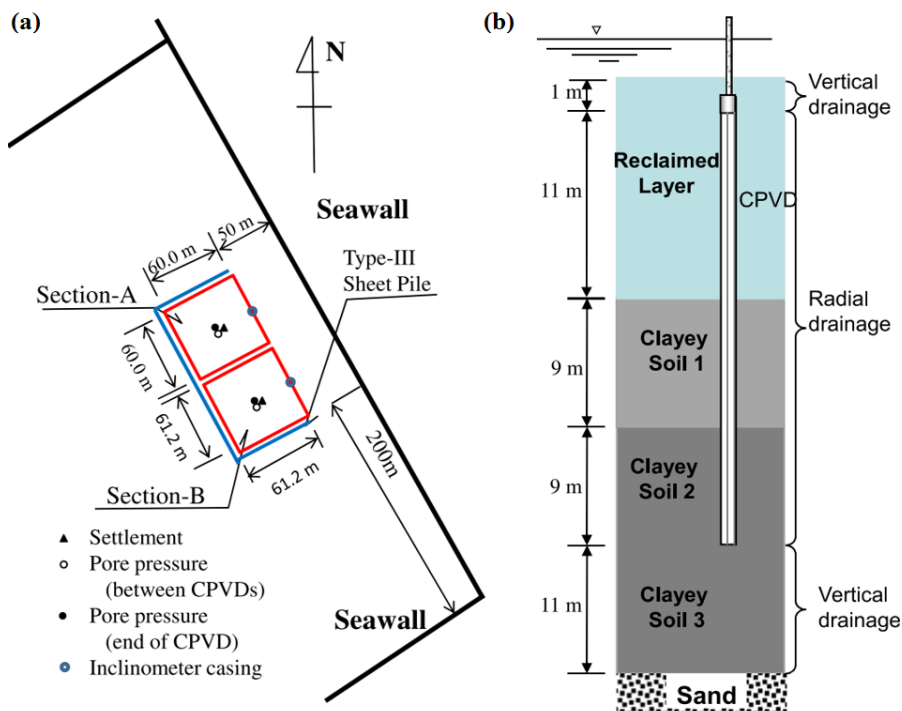 (a)
N
Seawall
50 m
60.0 m
Type-III
Sheet Pile
Section-A
60.0 m
61.2 m
200m
61.2 m
Section-B
Settlement
Pore pressure
(between CPVDs)
Pore pressure
(end of CPVD)
Inclinometer casing
Seawall
(b)
1 m
Vertical
drainage
Reclaimed
Layer
11 m
CPVD
Radial
drainage
Clayey
Soil 1
9 m
Clayey
Soil 2
9 m
Clayey
Soil 3
11 m
Vertical
drainage
Sand